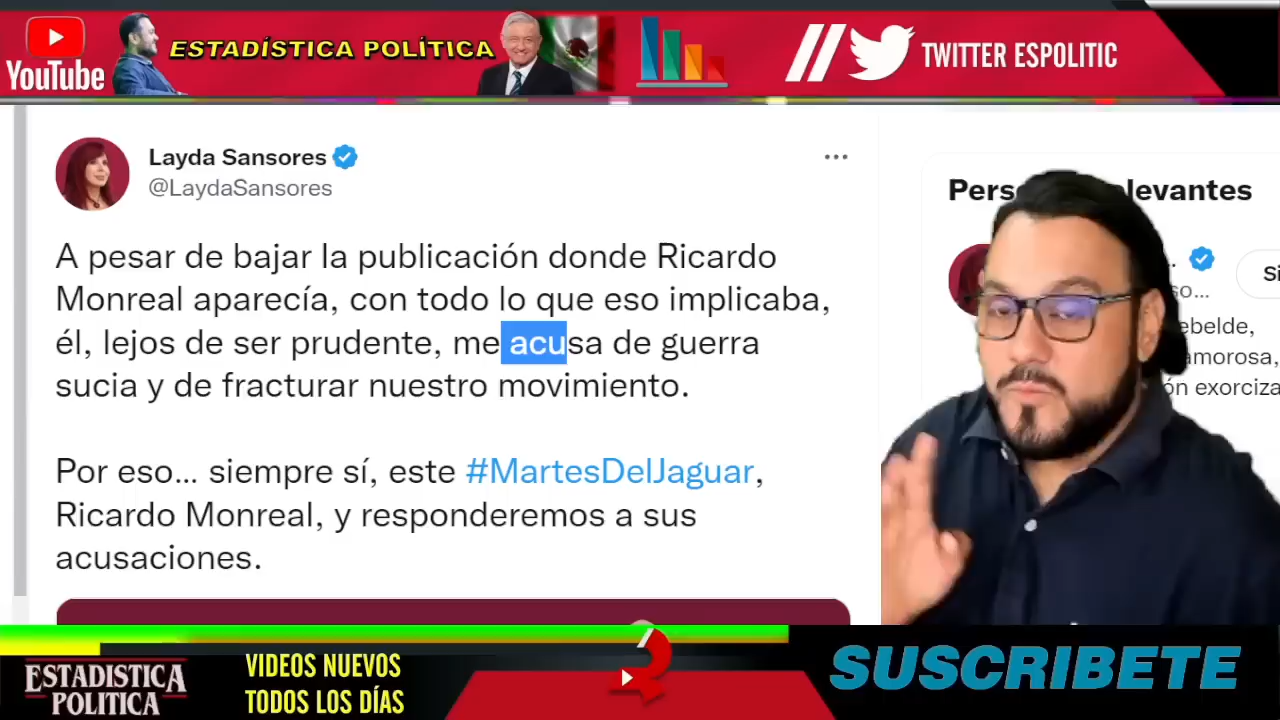 YouTube
ESTADÍSTICA POLÍTICA
TWITTER ESPOLITIC
Layda Sansores
@LaydaSansores
A pesar de bajar la publicación donde Ricardo
Monreal aparecía, con todo lo que eso implicaba,
él, lejos de ser prudente, me acusa de guerra
sucia y de fracturar nuestro movimiento.
Por eso... siempre sí, este #MartesDelJaguar,
Ricardo Monreal, y responderemos a sus
acusaciones.
ESTADISTICA
POLÍTICA
VIDEOS NUEVOS
TODOS LOS DÍAS
SUSCRIBETE